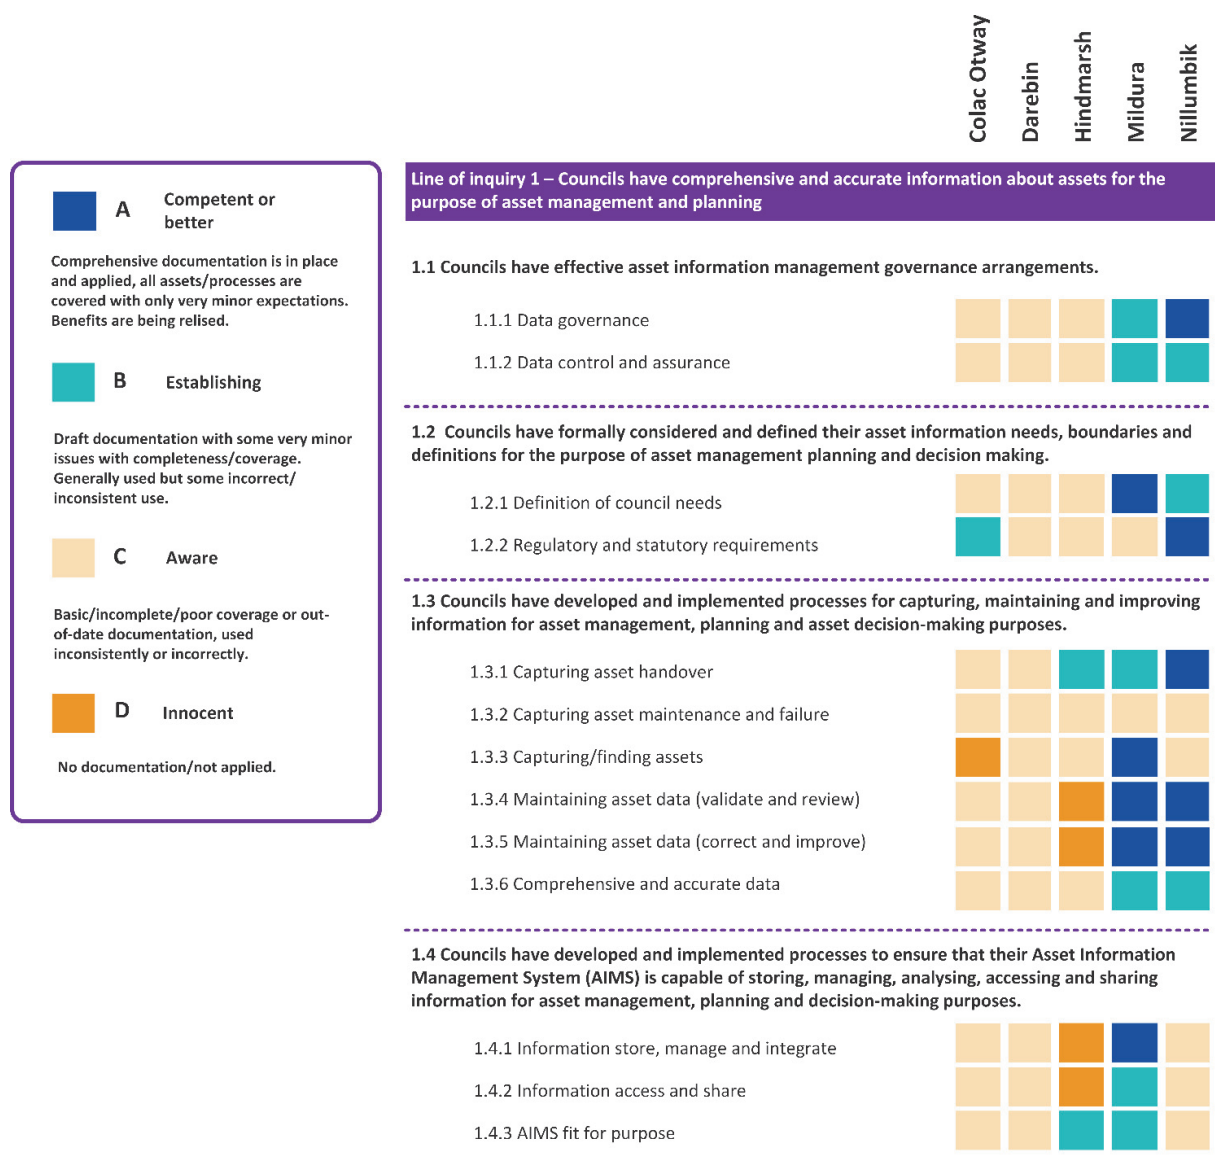 Colac Otway
Darebin
Hindmarsh
Mildura
Nillumbik
A
Competent or
better
Comprehensive documentation is in place
and applied, all assets/processes are
covered with only very minor expectations.
Benefits are being relised.
B
Establishing
Draft documentation with some very minor
issues with completeness/coverage.
Generally used but some incorrect/
inconsistent use.
C
Aware
Basic/incomplete/poor coverage or out-
of-date documentation, used
inconsistently or incorrectly.
D
Innocent
No documentation/not applied.
Line of inquiry 1 – Councils have comprehensive and accurate information about assets for the
purpose of asset management and planning
1.1 Councils have effective asset information management governance arrangements.
1.1.1 Data governance
1.1.2 Data control and assurance
1.2 Councils have formally considered and defined their asset information needs, boundaries and
definitions for the purpose of asset management planning and decision making.
1.2.1 Definition of council needs
1.2.2 Regulatory and statutory requirements
1.3 Councils have developed and implemented processes for capturing, maintaining and improving
information for asset management, planning and asset decision-making purposes.
1.3.1 Capturing asset handover
1.3.2 Capturing asset maintenance and failure
1.3.3 Capturing/finding assets
1.3.4 Maintaining asset data (validate and review)
1.3.5 Maintaining asset data (correct and improve)
1.3.6 Comprehensive and accurate data
1.4 Councils have developed and implemented processes to ensure that their Asset Information
Management System (AIMS) is capable of storing, managing, analysing, accessing and sharing
information for asset management, planning and decision-making purposes.
1.4.1 Information store, manage and integrate
1.4.2 Information access and share
1.4.3 AIMS fit for purpose